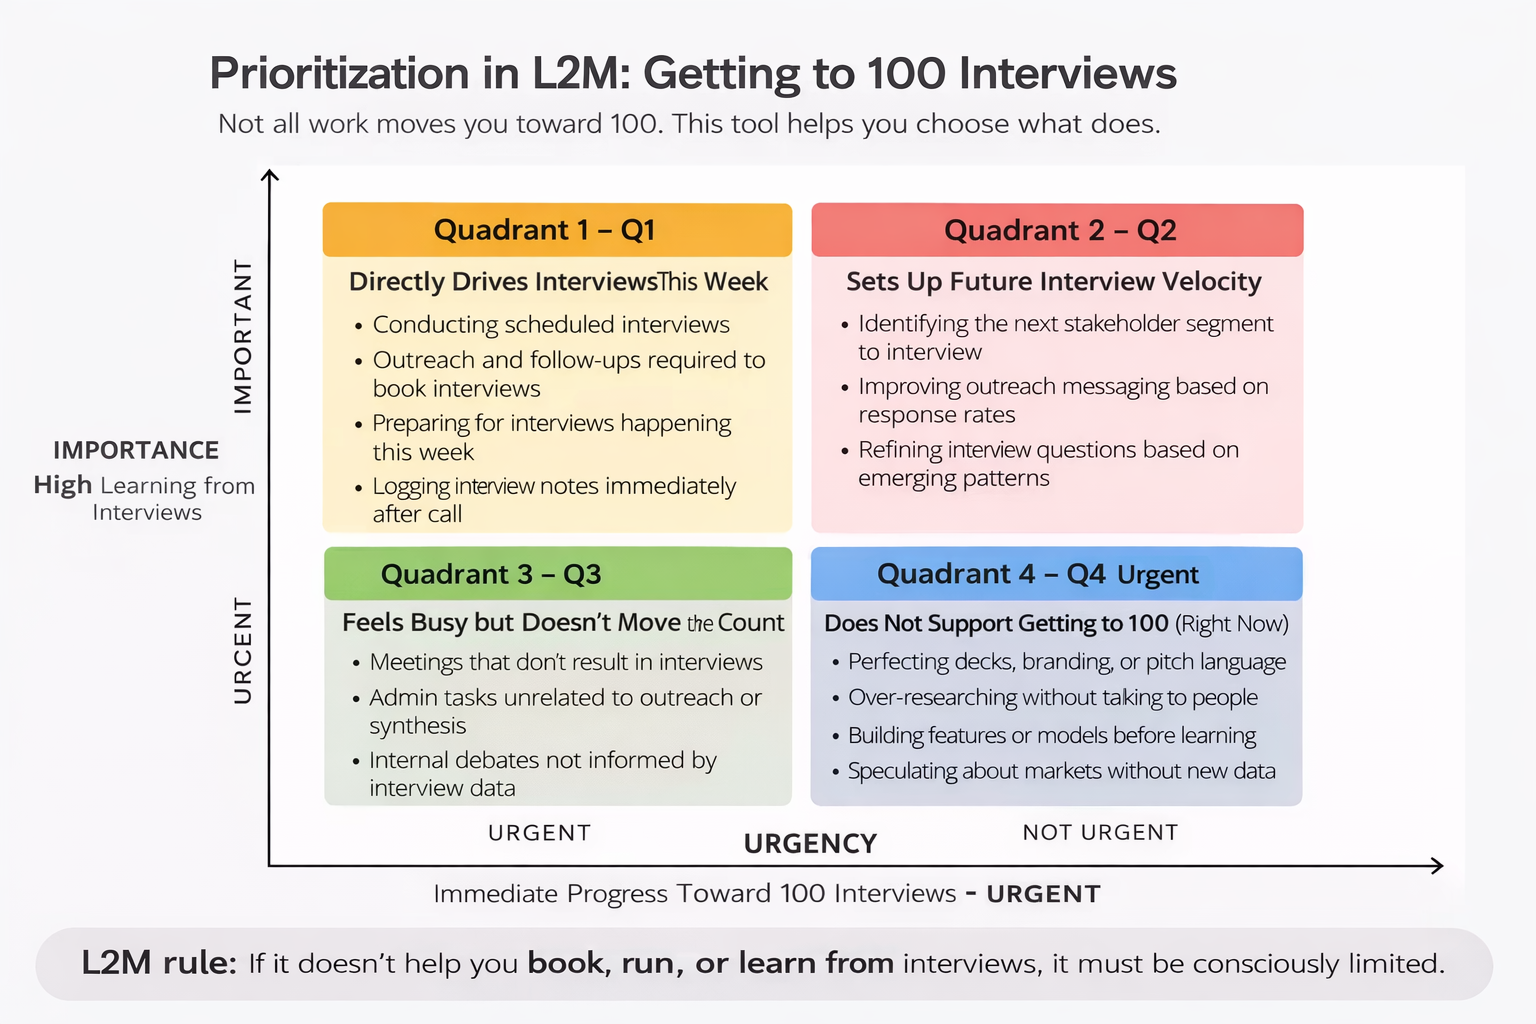 Prioritization in L2M: Getting to 100 Interviews
Not all work moves you toward 100. This tool helps you choose what does.
IMPORTANT
IMPORTANCE
High Learning from
Interviews
URCENT
Quadrant 1 – Q1
Directly Drives InterviewsThis Week
• Conducting scheduled interviews
• Outreach and follow-ups required to
book interviews
• Preparing for interviews happening
this week
• Logging interview notes immediately
after call
Quadrant 2 – Q2
Sets Up Future Interview Velocity
• Identifying the next stakeholder segment
to interview
• Improving outreach messaging based on
response rates
• Refining interview questions based on
emerging patterns
Quadrant 3 – Q3
Feels Busy but Doesn't Move the Count
• Meetings that don't result in interviews
• Admin tasks unrelated to outreach or
synthesis
• Internal debates not informed by
interview data
Quadrant 4 – Q4 Urgent
Does Not Support Getting to 100 (Right Now)
• Perfecting decks, branding, or pitch language
• Over-researching without talking to people
• Building features or models before learning
• Speculating about markets without new data
URGENT
URGENCY
NOT URGENT
Immediate Progress Toward 100 Interviews - URGENT
L2M rule: If it doesn't help you book, run, or learn from interviews, it must be consciously limited.